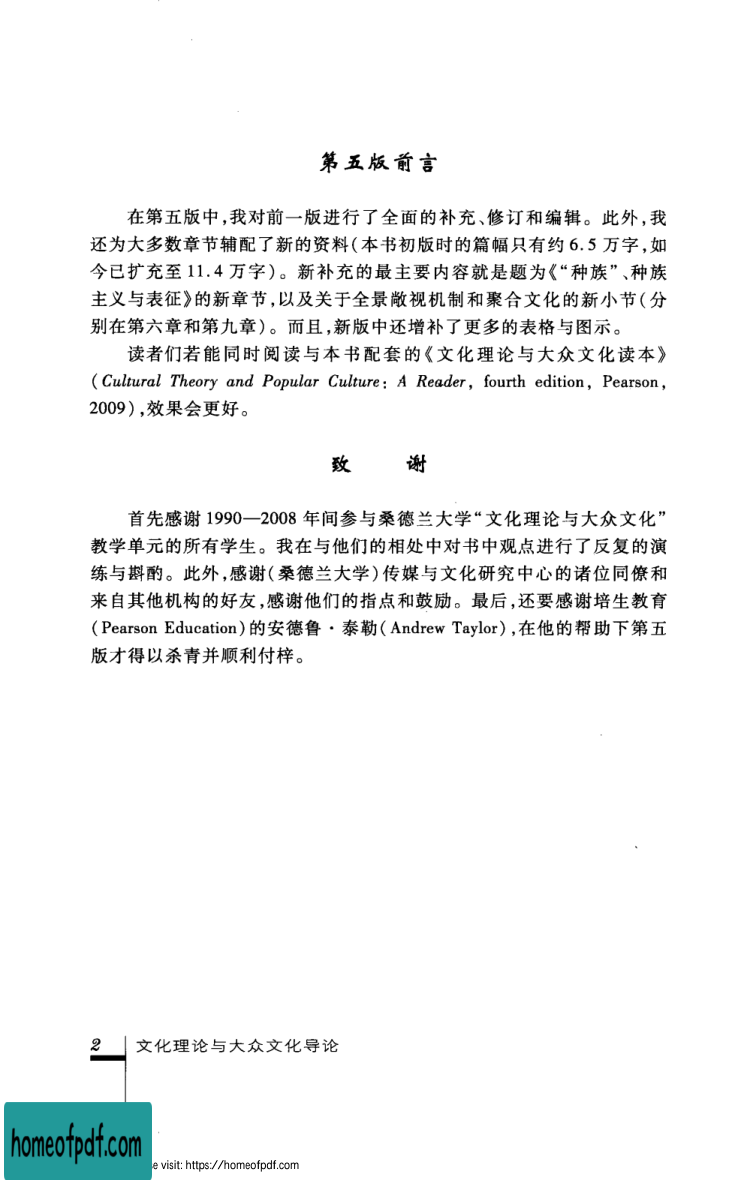 第五版前言
在第五版中,我对前一版进行了全面的补充、修订和编辑。此外,我
还为大多数章节辅配了新的资料(本书初版时的篇幅只有约6.5万字,如
今已扩充至11.4万字)。新补充的最主要内容就是题为《“种族”、种族
主义与表征》的新章节,以及关于全景敞视机制和聚合文化的新小节(分
别在第六章和第九章)。而且,新版中还增补了更多的表格与图示。
读者们若能同时阅读与本书配套的《文化理论与大众文化读本》
(Cultural Theory and Popular Culture: A Reader, fourth edition, Pearson,
2009),效果会更好。
致 谢
首先感谢1990—2008年间参与桑德兰大学“文化理论与大众文化”
教学单元的所有学生。我在与他们的相处中对书中观点进行了反复的演
练与斟酌。此外,感谢(桑德兰大学)传媒与文化研究中心的诸位同僚和
来自其他机构的好友,感谢他们的指点和鼓励。最后,还要感谢培生教育
(Pearson Education)的安德鲁·泰勒(Andrew Taylor),在他的帮助下第五
版才得以杀青并顺利付梓。
2 文化理论与大众文化导论
homeofpdf.com
e visit: https://homeofpdf.com